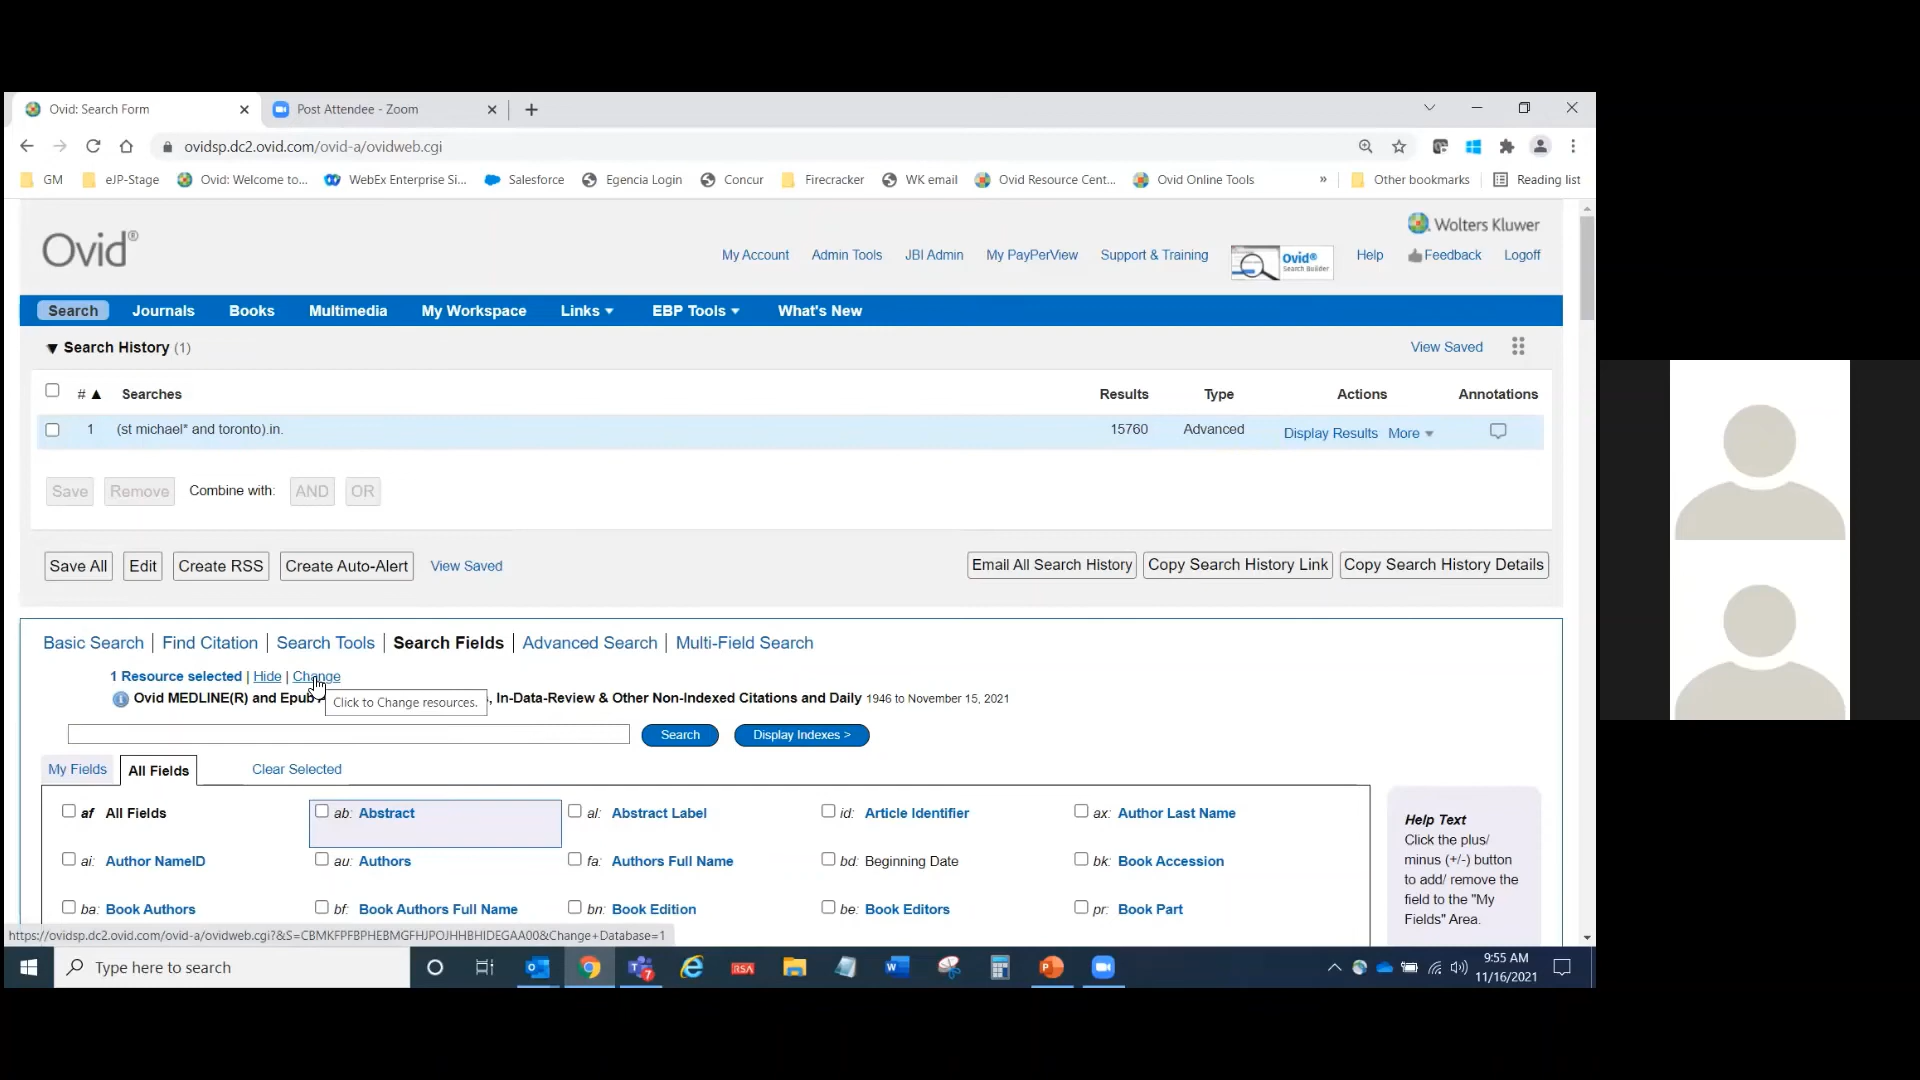 Ovid: Search Form
Post Attendee - Zoom
ovidsp.dc2.ovid.com/ovid-a/ovidweb.cgi
GM
eJP-Stage
Ovid: Welcome to...
WebEx Enterprise Si...
Salesforce
Egencia Login
Concur
Firecracker
WK email
Ovid Resource Cent...
Ovid Online Tools
»
Other bookmarks
Reading list
Wolters Kluwer
Ovid®
My Account
Admin Tools
JBI Admin
My PayPerView
Support & Training
Ovid®
Search Builder
Help
Feedback
Logoff
Search
Journals
Books
Multimedia
My Workspace
Links
EBP Tools
What's New
Search History (1)
View Saved
# ▲ Searches
Results
Type
Actions
Annotations
1 (st michael* and toronto).in.
15760
Advanced
Display Results
More
Save
Remove
Combine with:
AND
OR
Save All
Edit
Create RSS
Create Auto-Alert
View Saved
Email All Search History
Copy Search History Link
Copy Search History Details
Basic Search | Find Citation | Search Tools | Search Fields | Advanced Search | Multi-Field Search
1 Resource selected | Hide | Change
Ovid MEDLINE(R) and Epub , In-Data-Review & Other Non-Indexed Citations and Daily 1946 to November 15, 2021
Click to Change resources.
Search
Display Indexes >
My Fields
All Fields
Clear Selected
af All Fields
ab: Abstract
al: Abstract Label
id: Article Identifier
ax: Author Last Name
ai: Author NameID
au: Authors
fa: Authors Full Name
bd: Beginning Date
bk: Book Accession
ba: Book Authors
bf: Book Authors Full Name
bn: Book Edition
be: Book Editors
pr: Book Part
Help Text
Click the plus/
minus (+/-) button
to add/ remove the
field to the "My
Fields" Area.
https://ovidsp.dc2.ovid.com/ovid-a/ovidweb.cgi?&S=CBMKFPFBPHEBMGFHJPOJHHBHIDEGAA00&Change+Database=1
Type here to search
7
RSA
9:55 AM
11/16/2021